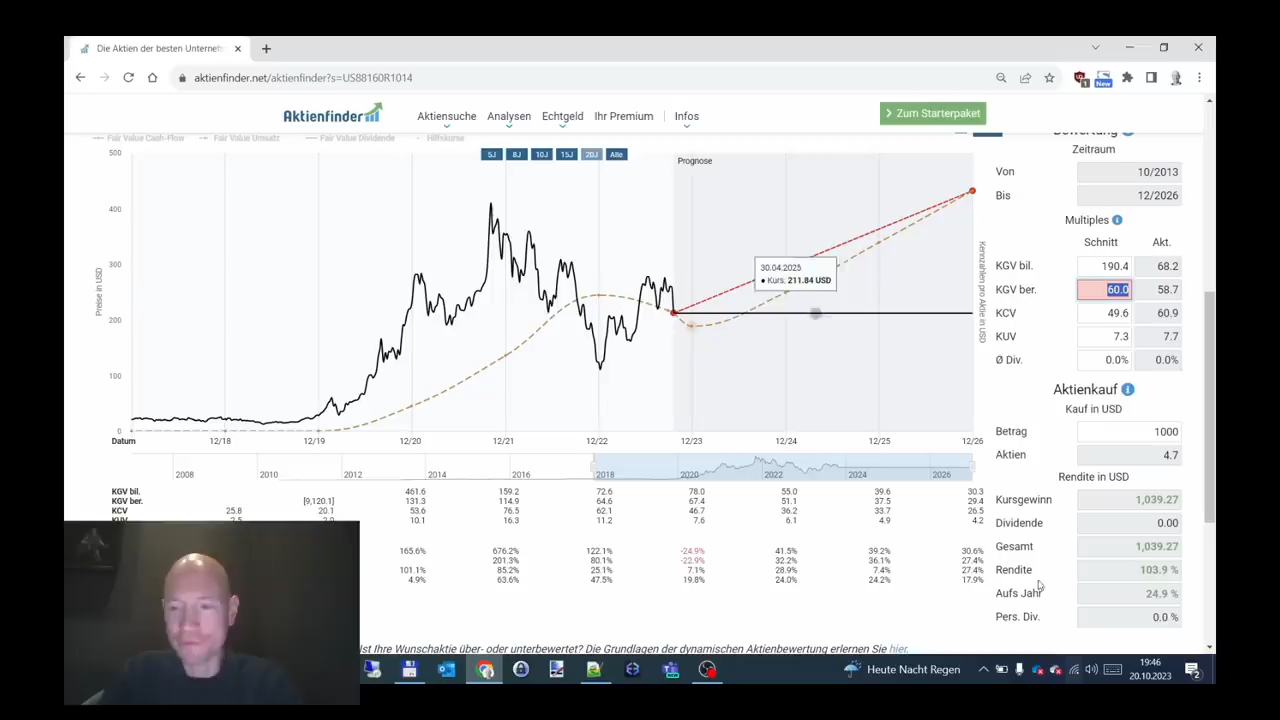 Die Aktien der besten Unterneh
aktienfinder.net/aktienfinder?s=US88160R1014
New
Aktienfinder
Aktiensuche Analysen Echtgeld Ihr Premium Infos
Zum Starterpaket
Fair Value Cash-Flow Fair Value Umsatz Fair Value Dividende Hilfskurse
5J 8J 10J 15J 20J Alle
Prognose
Preise in USD
500
400
300
200
100
0
30.04.2025
Kurs, 211.84 USD
Kennzahlen pro Aktie in USD
Datum 12/18 12/19 12/20 12/21 12/22 12/23 12/24 12/25 12/26
2008 2010 2012 2014 2016 2018 2020 2022 2024 2026
KGV bil. 461.6 159.2 72.6 78.0 55.0 39.6 30.3
KGV ber. [9,120.1] 131.3 114.9 64.6 67.4 51.1 37.5 29.4
KCV 25.8 20.1 53.6 76.5 62.1 46.7 36.2 33.7 26.5
KUV 10.1 16.3 11.2 7.6 6.1 4.9 4.2
165.6% 676.2% 122.1% -24.9% 41.5% 39.2% 30.6%
201.3% 80.1% -22.9% 32.2% 36.1% 27.4%
101.1% 85.2% 25.1% 7.1% 28.9% 7.4% 27.4%
4.9% 63.6% 47.5% 19.8% 24.0% 24.2% 17.9%
Bewertung
Zeitraum
Von 10/2013
Bis 12/2026
Multiples
Schnitt Akt.
KGV bil. 190.4 68.2
KGV ber. 60.0 58.7
KCV 49.6 60.9
KUV 7.3 7.7
Ø Div. 0.0% 0.0%
Aktienkauf
Kauf in USD
Betrag 1000
Aktien 4.7
Rendite in USD
Kursgewinn 1,039.27
Dividende 0.00
Gesamt 1,039.27
Rendite 103.9 %
Aufs Jahr 24.9 %
Pers. Div. 0.0 %
Ist Ihre Wunschaktie über- oder unterbewertet? Die Grundlagen der dynamischen Aktienbewertung erlernen Sie hier.
Heute Nacht Regen
19:46
20.10.2023
2